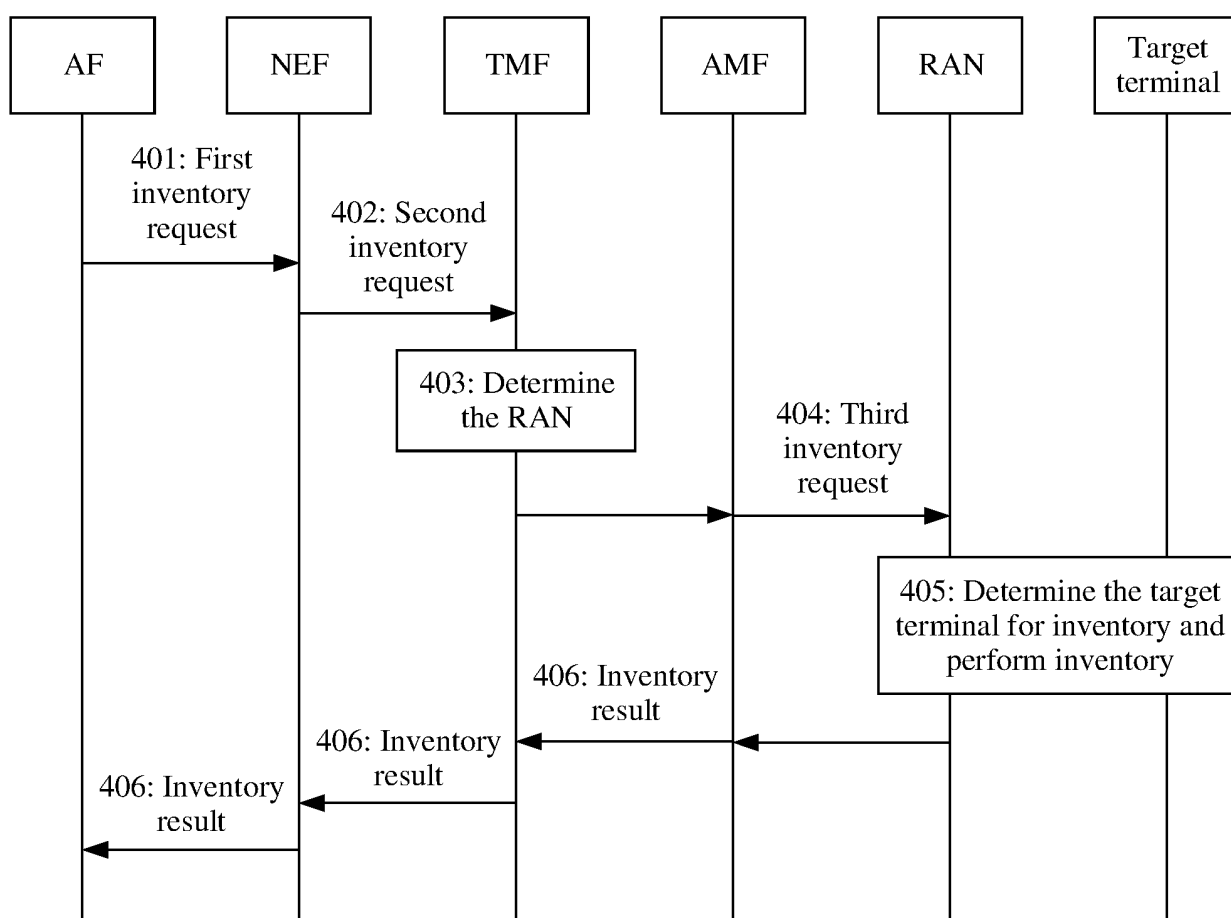 AF
NEF
TMF
AMF
RAN
Target
terminal
401: First
inventory
request
402: Second
inventory
request
403: Determine
the RAN
404: Third
inventory
request
405: Determine the target
terminal for inventory and
perform inventory
406: Inventory
result
406: Inventory
result
406: Inventory
result